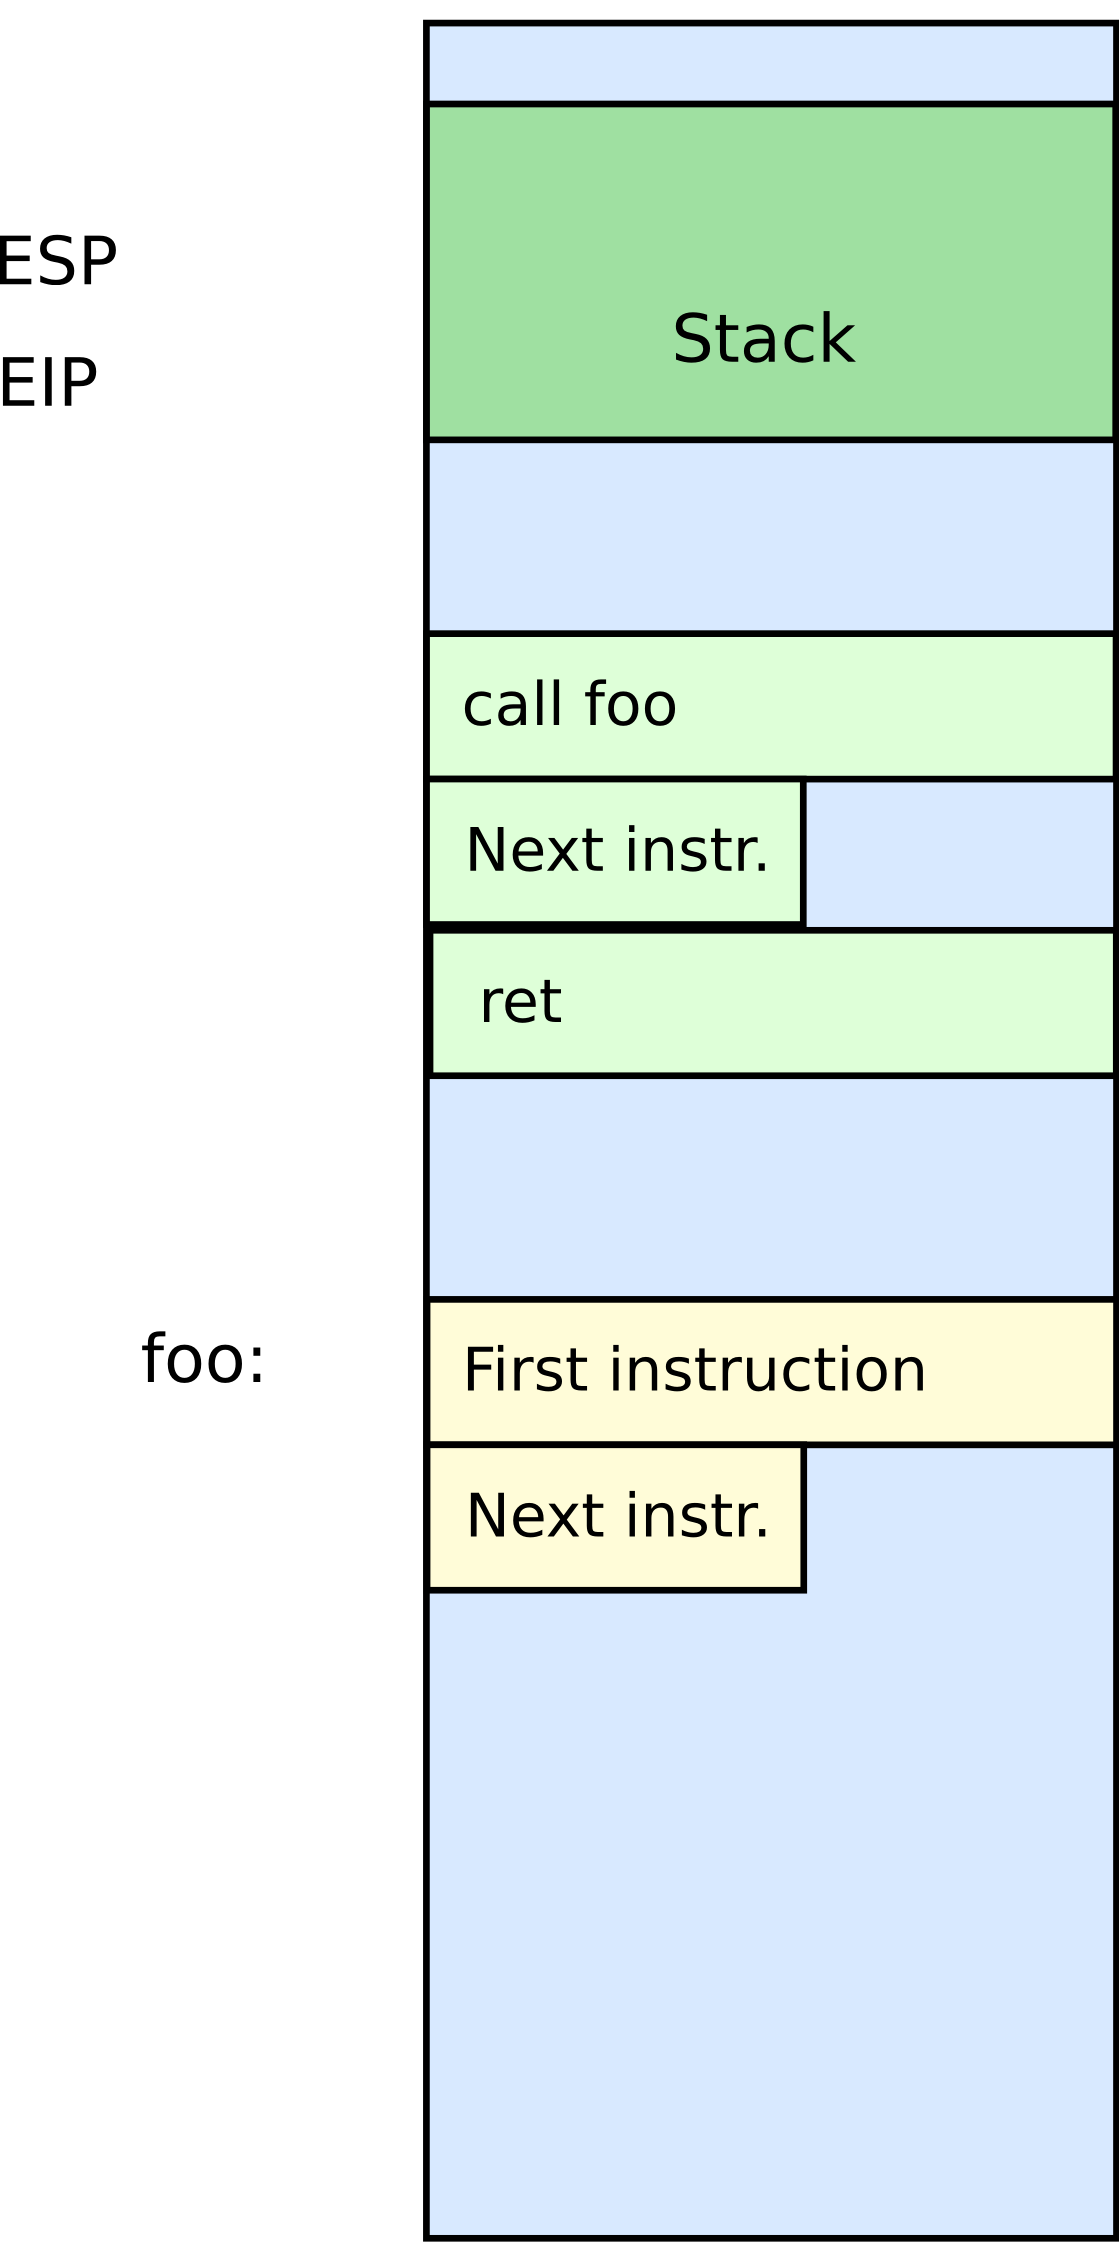 ESP
Stack
EIP
call foo
Next instr.
ret
foo:
First instruction
Next instr.